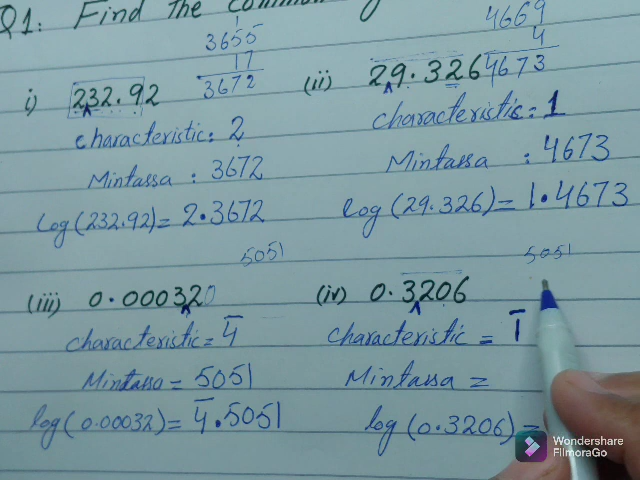 Q1: Find the common
3655
17
3672
4669
4
4673
i) 232.92
characteristic: 2
Mintassa : 3672
log(232.92) = 2.3672
(ii) 29.326
characteristic: 1
Mintassa : 4673
log(29.326) = 1.4673
5051
(iii) 0.000320
characteristic = 4̅
Mintassa = 5051
log(0.00032) = 4̅.5051
5051
(iv) 0.3206
characteristic = 1̅
Mintassa =
log(0.3206) =
Wondershare
FilmoraGo